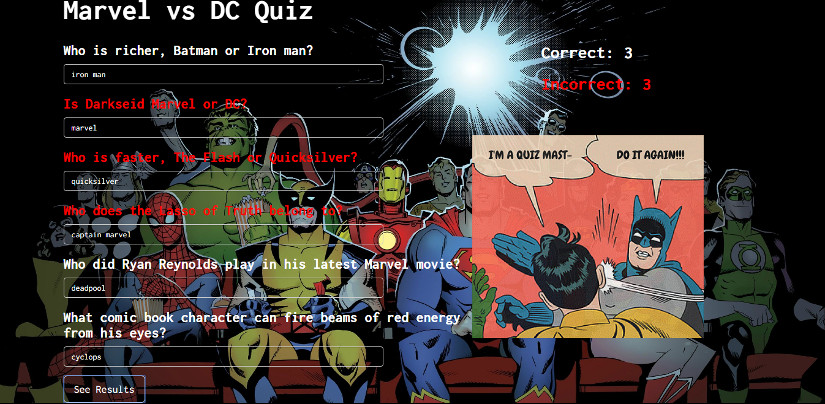 Marvel vs DC Quiz
Who is richer, Batman or Iron man?
iron man
Is Darkseid Marvel or DC?
marvel
Who is faster, The Flash or Quicksilver?
quicksilver
Who does the Lasso of Truth belong to?
captain marvel
Who did Ryan Reynolds play in his latest Marvel movie?
deadpool
What comic book character can fire beams of red energy
from his eyes?
cyclops
See Results
Correct: 3
Incorrect: 3
I'M A QUIZ MAST-
DO IT AGAIN!!!